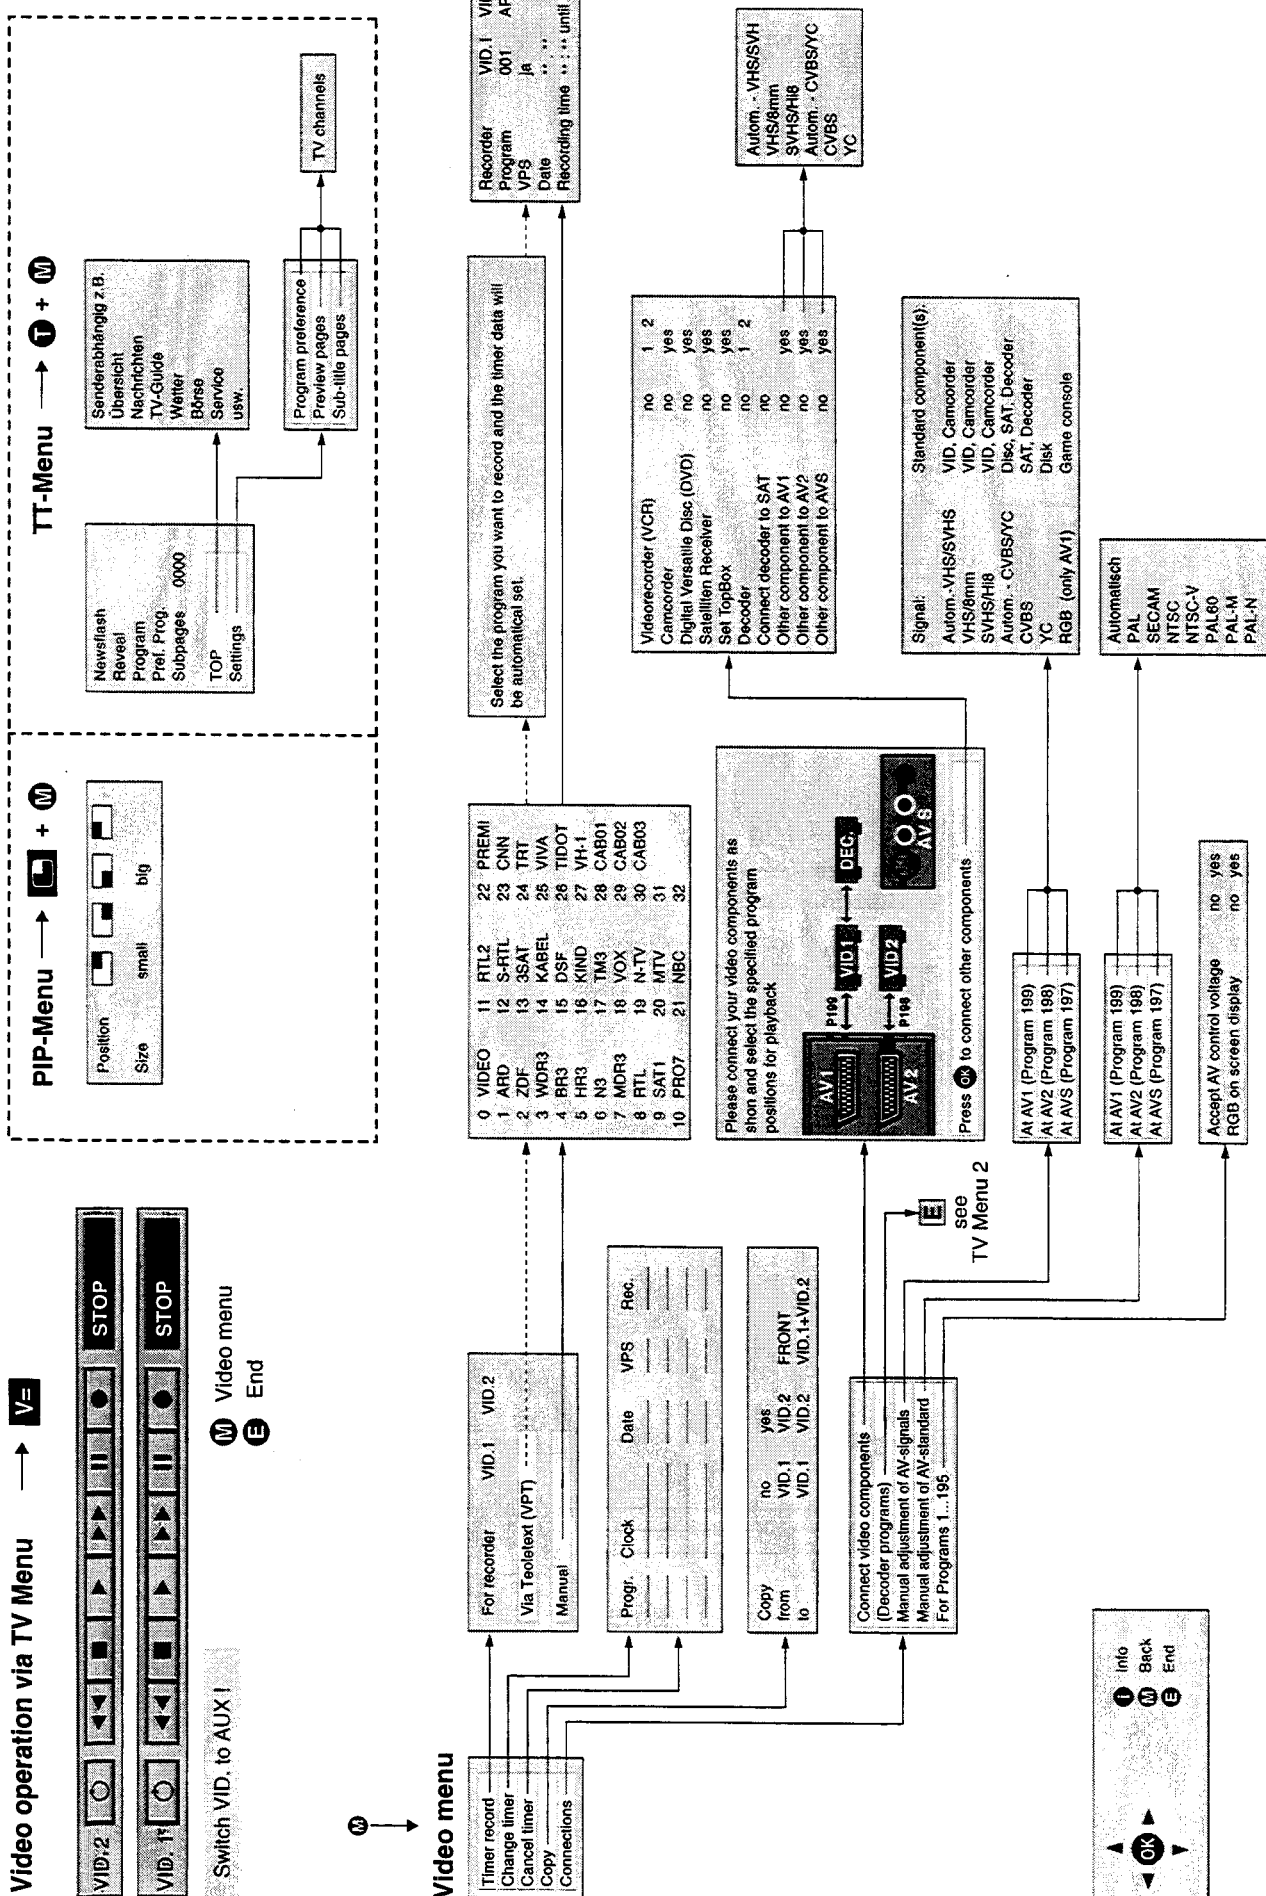 Video operation via TV Menu
V=
VID.2
STOP
VID. 1
STOP
Switch VID. to AUX !
M Video menu
E End
PIP-Menu
+ M
Position
Size small big
TT-Menu
T + M
Newsflash
Reveal
Program
Pref. Prog.
Subpages 0000
TOP
Settings
Senderabhängig z.B.
Übersicht
Nachrichten
TV-Guide
Wetter
Börse
Service
usw.
Program preference
Preview pages
Sub-title pages
TV channels
M
Video menu
Timer record
Change timer
Cancel timer
Copy
Connections
For recorder VID.1 VID.2
Via Teoletext (VPT)
Manual
0 VIDEO 11 RTL2 22 PREMI
1 ARD 12 S-RTL 23 CNN
2 ZDF 13 3SAT 24 TRT
3 WDR3 14 KABEL 25 VIVA
4 BR3 15 DSF 26 TIDOT
5 HR3 16 KIND 27 VH-1
6 N3 17 TM3 28 CAB01
7 MDR3 18 VOX 29 CAB02
8 RTL 19 N-TV 30 CAB03
9 SAT1 20 MTV 31
10 PRO7 21 NBC 32
Select the program you want to record and the timer data will
be automatical set.
Recorder VID.1
Program 001
VPS ja
Date
Recording time until
Progr. Clock Date VPS Rec.
Copy no yes
from VID.1 VID.2 FRONT
to VID.1 VID.2 VID.1+VID.2
Connect video components
(Decoder programs)
Manual adjustment of AV-signals
Manual adjustment of AV-standard
For Programs 1...195
E
see
TV Menu 2
Please connect your video components as
shon and select the specified program
positions for playback
AV1
P199
VID1
DEC.
AV2
P198
VID2
AVS
Press OK to connect other components
Videorecorder (VCR) no 1 2
Camcorder no yes
Digital Versatile Disc (DVD) no yes
Satelliten Receiver no yes
Set TopBox no yes
Decoder no 1 2
Connect decoder to SAT no
Other component to AV1 no yes
Other component to AV2 no yes
Other component to AVS no yes
Autom. - VHS/SVH
VHS/8mm
SVHS/Hi8
Autom. - CVBS/YC
CVBS
YC
At AV1 (Program 199)
At AV2 (Program 198)
At AVS (Program 197)
Signal: Standard component(s):
Autom.-VHS/SVHS VID, Camcorder
VHS/8mm VID, Camcorder
SVHS/Hi8 VID, Camcorder
Autom. - CVBS/YC Disc, SAT, Decoder
CVBS SAT, Decoder
YC Disk
RGB (only AV1) Game console
At AV1 (Program 199)
At AV2 (Program 198)
At AVS (Program 197)
Automatisch
PAL
SECAM
NTSC
NTSC-V
PAL60
PAL-M
PAL-N
Accept AV control voltage no yes
RGB on screen display no yes
OK
I Info
M Back
E End